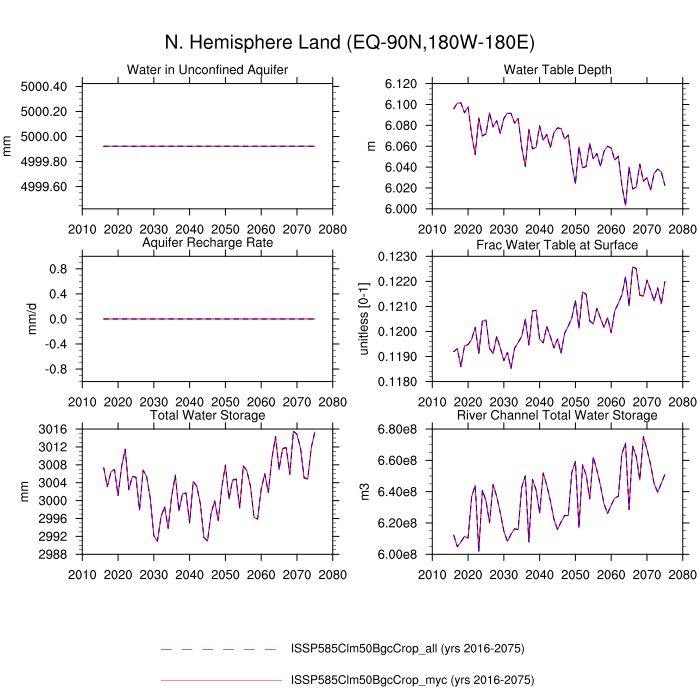 N. Hemisphere Land (EQ-90N,180W-180E)
Water in Unconfined Aquifer
5000.40
5000.20
5000.00
4999.80
4999.60
mm
2010 2020 2030 2040 2050 2060 2070 2080
Water Table Depth
6.120
6.100
6.080
6.060
6.040
6.020
6.000
m
2010 2020 2030 2040 2050 2060 2070 2080
Aquifer Recharge Rate
0.8
0.4
0.0
-0.4
-0.8
mm/d
2010 2020 2030 2040 2050 2060 2070 2080
Frac Water Table at Surface
0.1230
0.1220
0.1210
0.1200
0.1190
0.1180
unitless [0-1]
2010 2020 2030 2040 2050 2060 2070 2080
Total Water Storage
3016
3012
3008
3004
3000
2996
2992
2988
mm
2010 2020 2030 2040 2050 2060 2070 2080
River Channel Total Water Storage
6.80e8
6.60e8
6.40e8
6.20e8
6.00e8
m3
2010 2020 2030 2040 2050 2060 2070 2080
ISSP585Clm50BgcCrop_all (yrs 2016-2075)
ISSP585Clm50BgcCrop_myc (yrs 2016-2075)